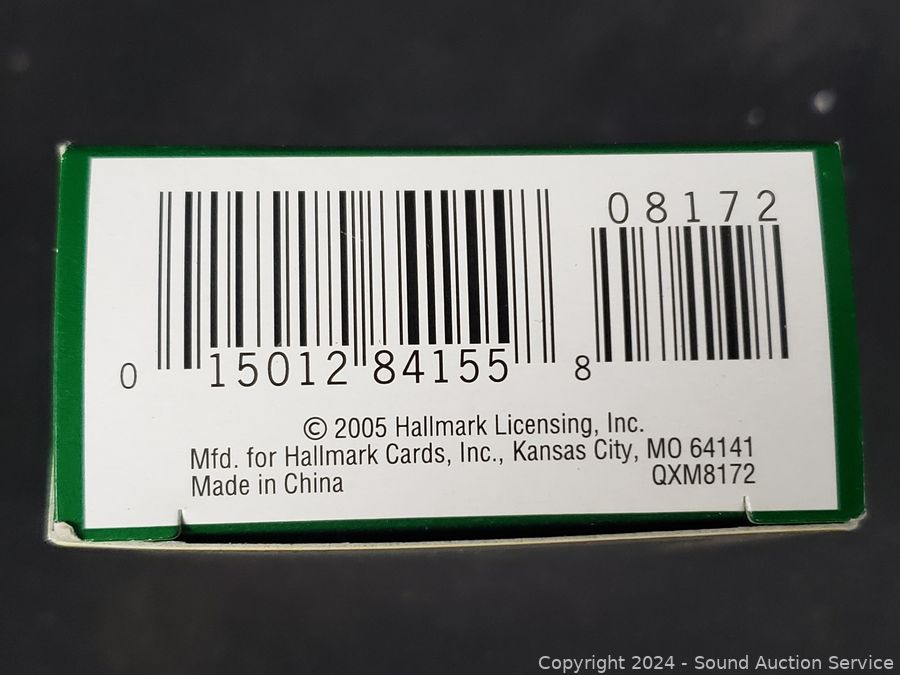 08172
0 15012 84155 8
© 2005 Hallmark Licensing, Inc.
Mfd. for Hallmark Cards, Inc., Kansas City, MO 64141
Made in China QXM8172
Copyright 2024 - Sound Auction Service